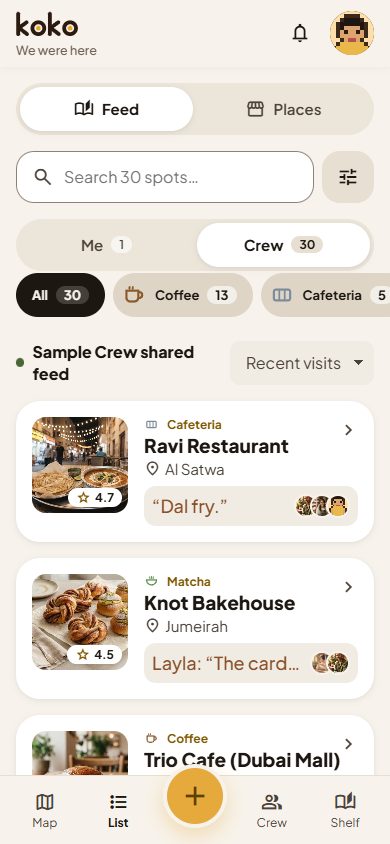 koko
We were here
Feed
Places
Search 30 spots...
Me 1
Crew 30
All 30
Coffee 13
Cafeteria 5
Sample Crew shared
feed
Recent visits
Cafeteria
Ravi Restaurant
Al Satwa
4.7
“Dal fry.”
Matcha
Knot Bakehouse
Jumeirah
4.5
Layla: “The card...
Coffee
Trio Cafe (Dubai Mall)
Map
List
Crew
Shelf